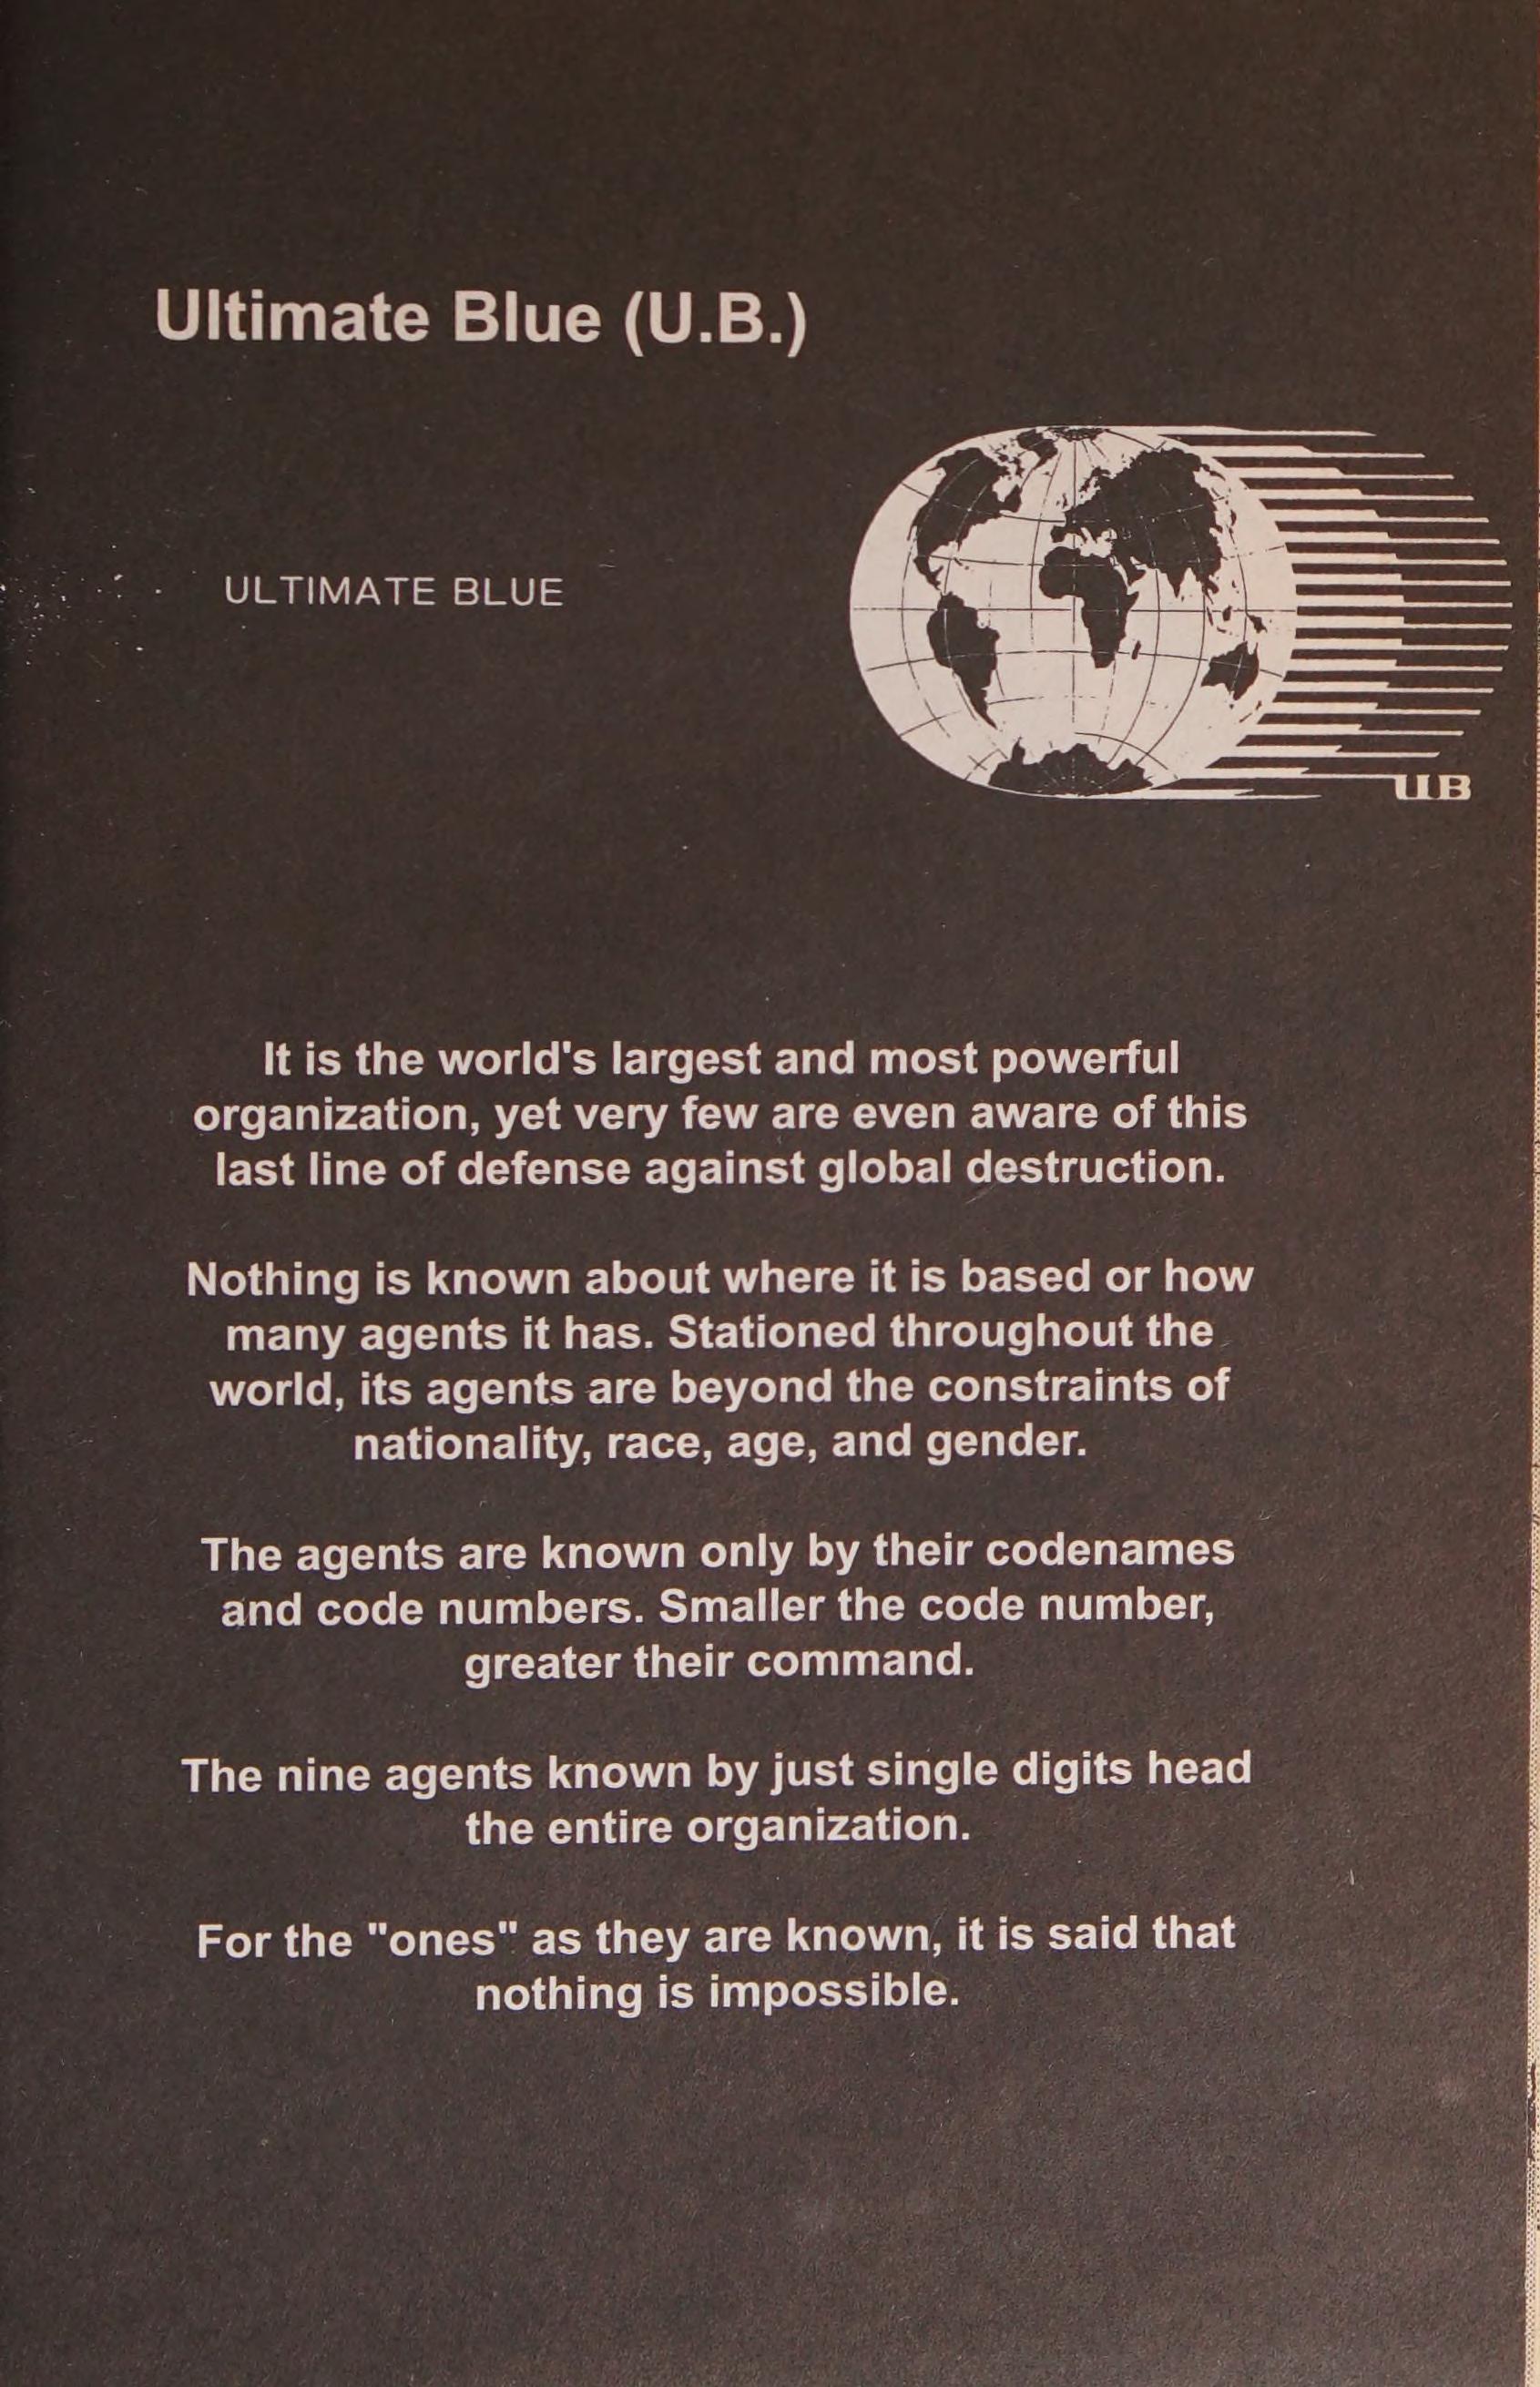 Ultimate Blue (U.B.)
ULTIMATE BLUE
UB
It is the world's largest and most powerful
organization, yet very few are even aware of this
last line of defense against global destruction.
Nothing is known about where it is based or how
many agents it has. Stationed throughout the
world, its agents are beyond the constraints of
nationality, race, age, and gender.
The agents are known only by their codenames
and code numbers. Smaller the code number,
greater their command.
The nine agents known by just single digits head
the entire organization.
For the "ones" as they are known, it is said that
nothing is impossible.